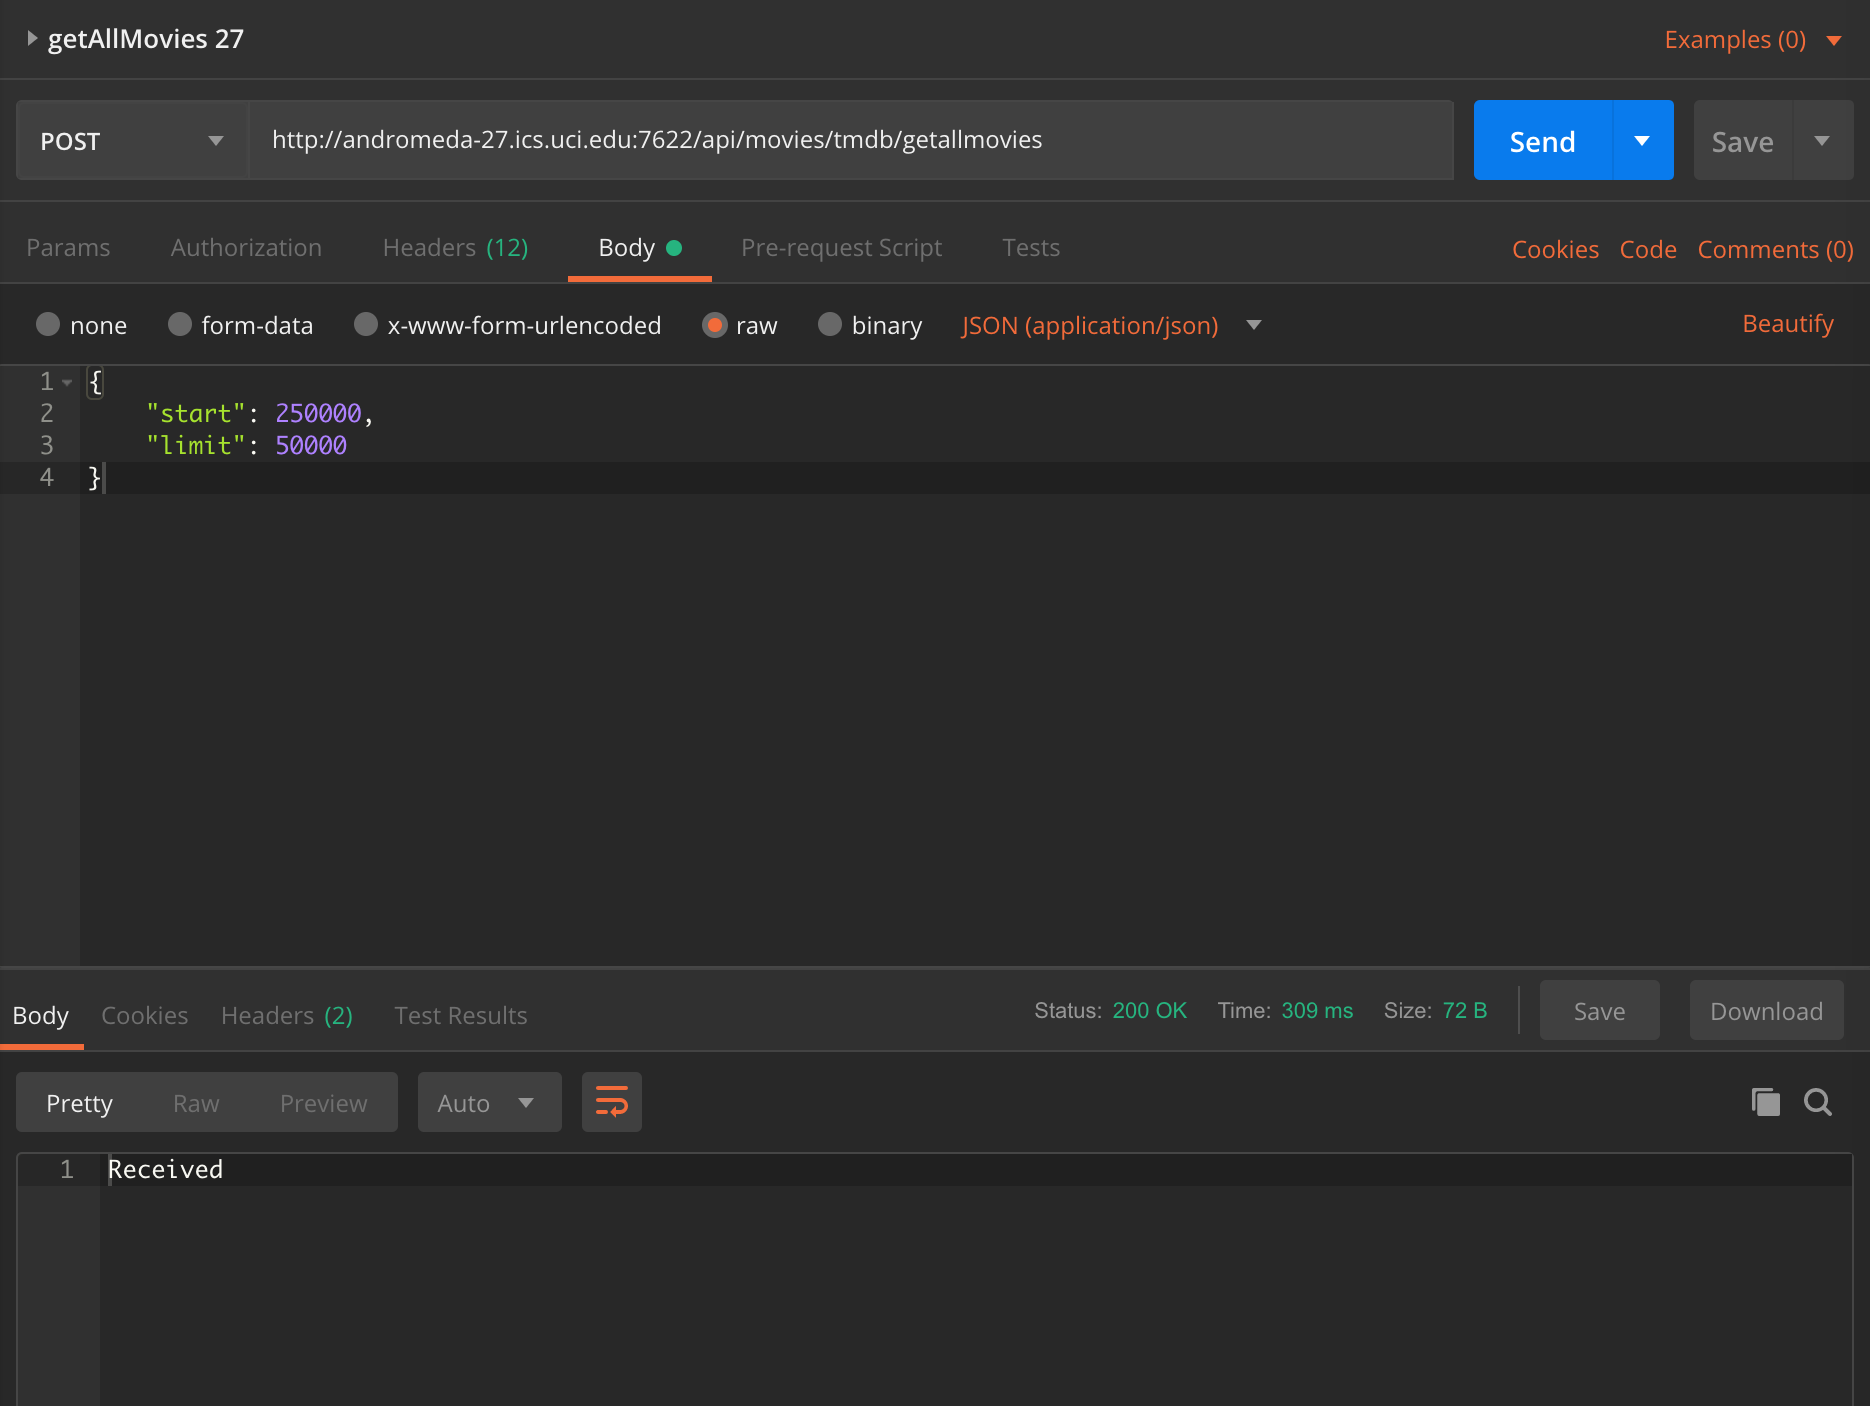 getAllMovies 27
Examples (0)
POST
http://andromeda-27.ics.uci.edu:7622/api/movies/tmdb/getallmovies
Send
Save
Params Authorization Headers (12) Body Pre-request Script Tests Cookies Code Comments (0)
none form-data x-www-form-urlencoded raw binary JSON (application/json) Beautify
1 {
2 "start": 250000,
3 "limit": 50000
4 }
Body Cookies Headers (2) Test Results Status: 200 OK Time: 309 ms Size: 72 B Save Download
Pretty Raw Preview Auto
1 Received